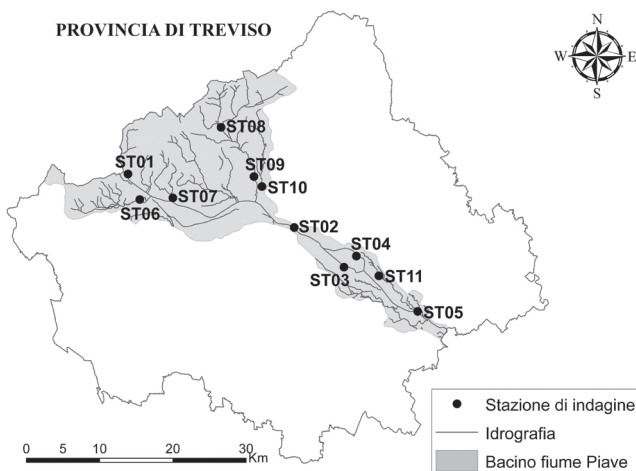 PROVINCIA DI TREVISO
N
W E
S
ST08
ST01
ST09
ST10
ST07
ST06
ST02
ST04
ST03
ST11
ST05
Stazione di indagine
Idrografia
Bacino fiume Piave
0 5 10 20 30
Km